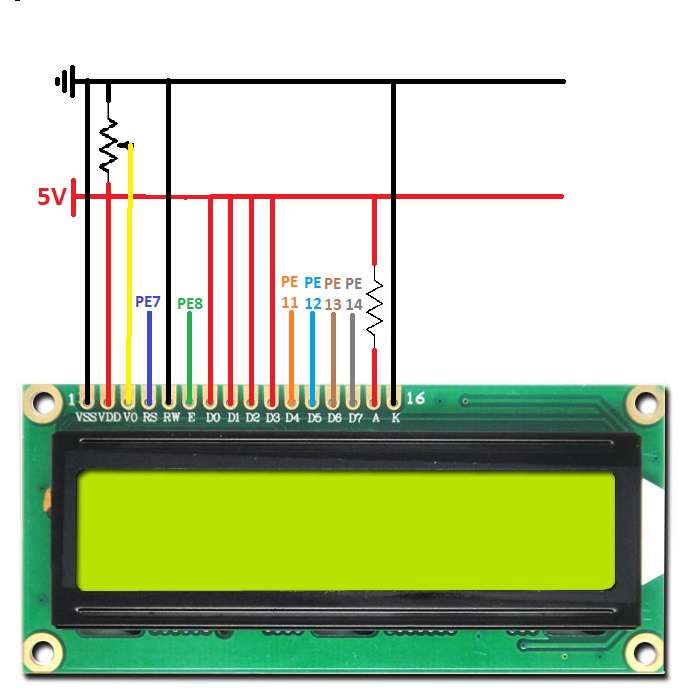 5V
PE7
PE8
PE
11
PE
12
PE
13
PE
14
1
16
VSS VDD V0 RS RW E D0 D1 D2 D3 D4 D5 D6 D7 A K